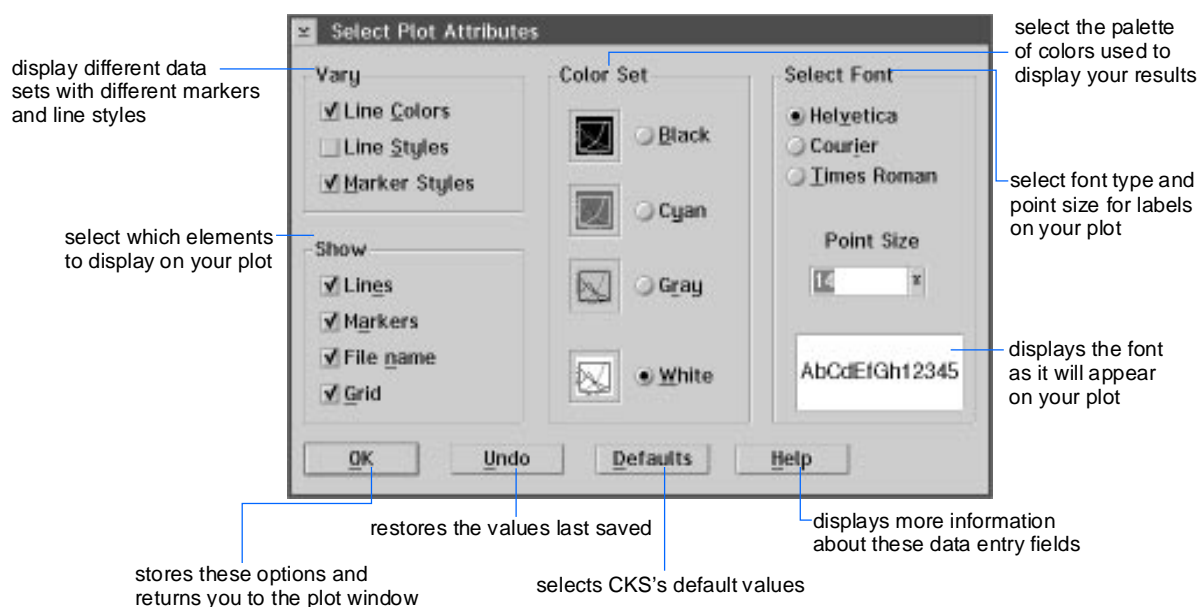 Select Plot Attributes
display different data
sets with different markers
and line styles
Vary
Line Colors
Line Styles
Marker Styles
select which elements
to display on your plot
Show
Lines
Markers
File name
Grid
Color Set
Black
Cyan
Gray
White
select the palette
of colors used to
display your results
Select Font
Helvetica
Courier
Times Roman
select font type and
point size for labels
on your plot
Point Size
14
AbCdEfGh12345
displays the font
as it will appear
on your plot
OK
Undo
Defaults
Help
stores these options and
returns you to the plot window
restores the values last saved
selects CKS's default values
displays more information
about these data entry fields